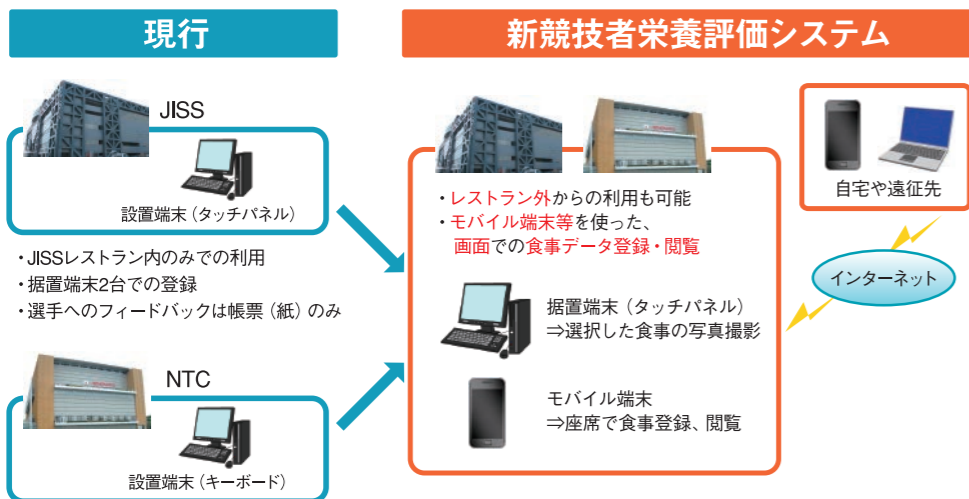 現行
新競技者栄養評価システム
JISS
設置端末（タッチパネル）
・JISSレストラン内のみでの利用
・据置端末2台での登録
・選手へのフィードバックは帳票（紙）のみ
NTC
設置端末（キーボード）
・レストラン外からの利用も可能
・モバイル端末等を使った、
画面での食事データ登録・閲覧
据置端末（タッチパネル）
⇒選択した食事の写真撮影
モバイル端末
⇒座席で食事登録、閲覧
自宅や遠征先
インターネット